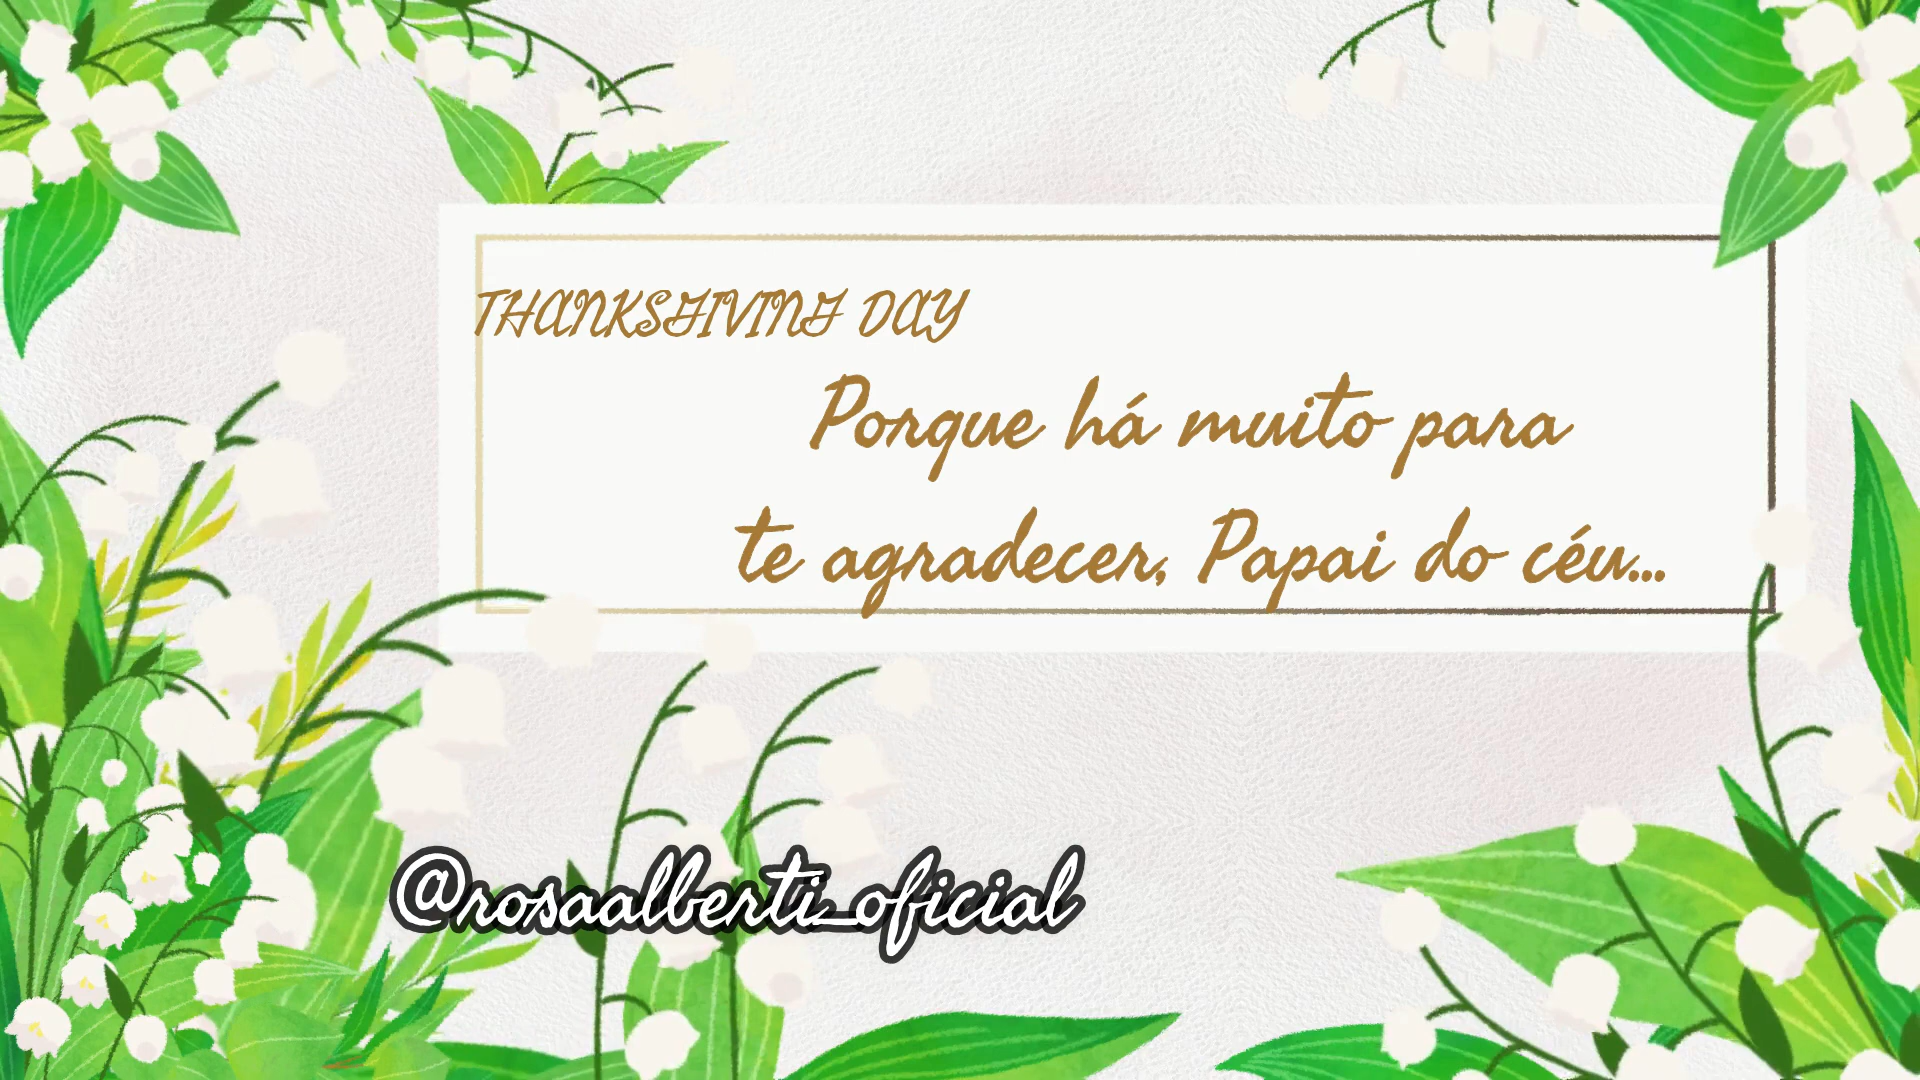 THANKSGIVING DAY
Porque há muito para
te agradecer, Papai do céu...
@rosaalberti_oficial